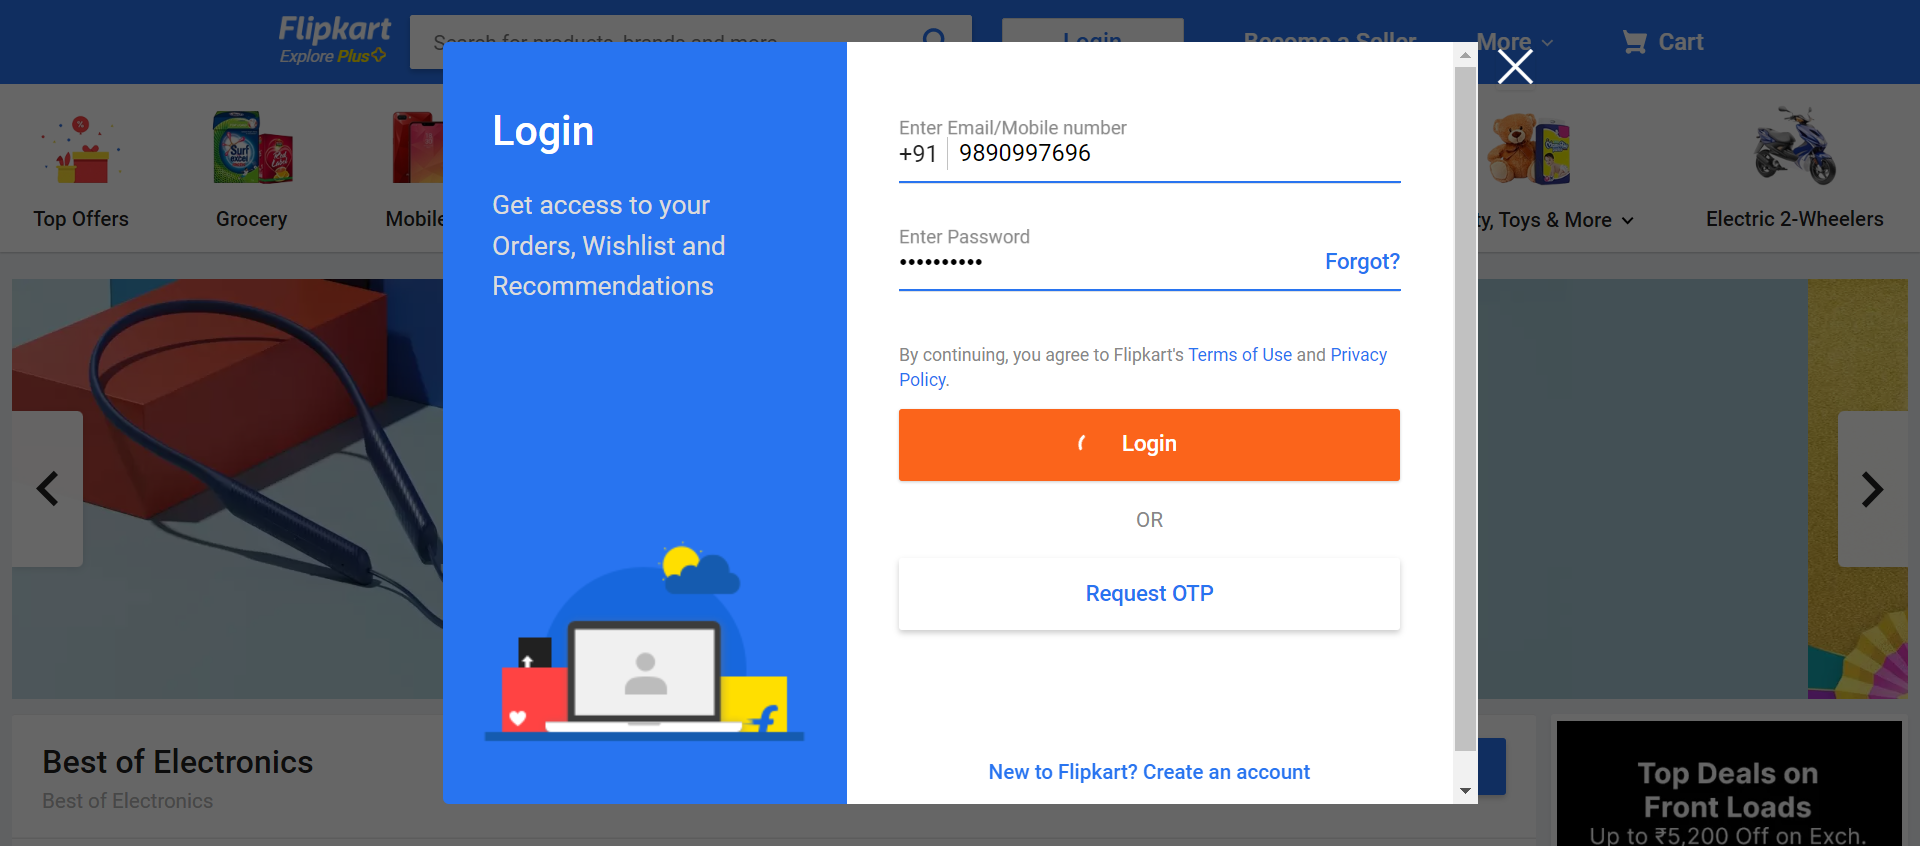 Flipkart
Explore Plus
Search for products, brands and more
Login
Become a Seller
More
Cart
Top Offers
Grocery
Mobile
ty, Toys & More
Electric 2-Wheelers
Surf excel
Login
Get access to your
Orders, Wishlist and
Recommendations
Enter Email/Mobile number
+91 9890997696
Enter Password
••••••••••
Forgot?
By continuing, you agree to Flipkart's Terms of Use and Privacy
Policy.
Login
OR
Request OTP
New to Flipkart? Create an account
Best of Electronics
Best of Electronics
Top Deals on
Front Loads
Up to ₹5,200 Off on Exch.